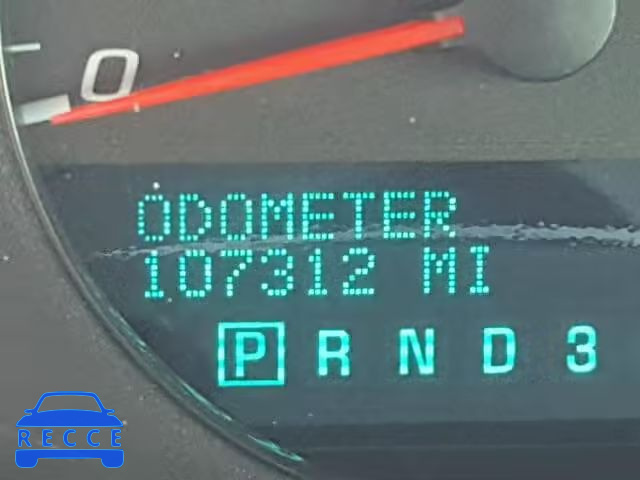 0
ODOMETER
107312 MI
P R N D 3
RECCE